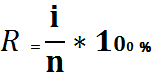 R = i/n * 100 %